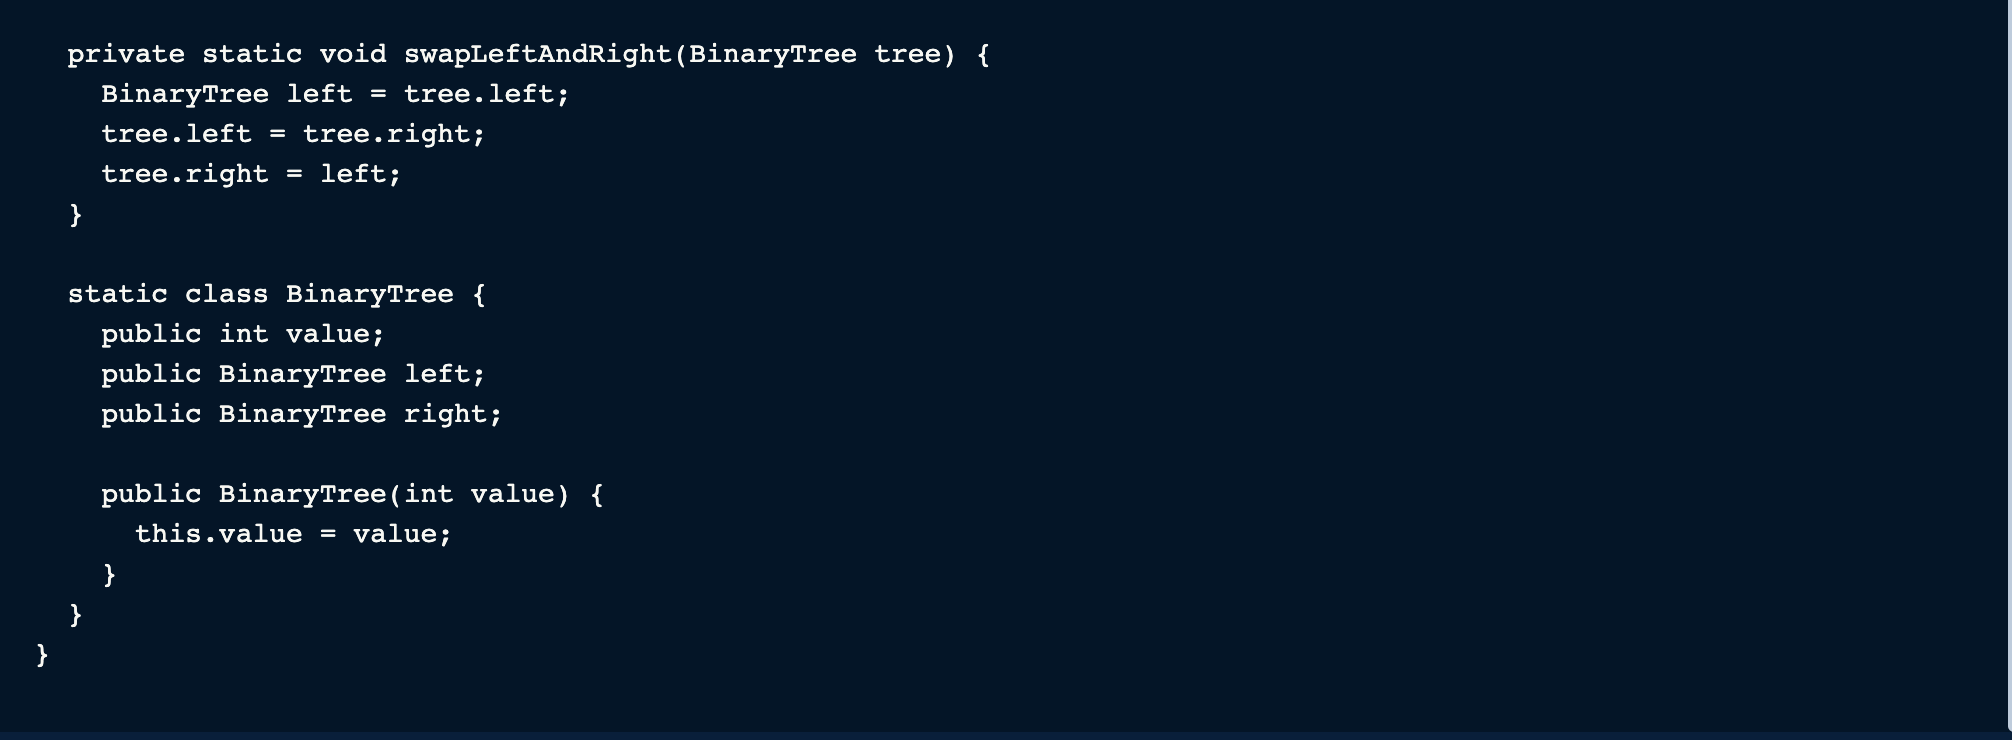 private static void swapLeftAndRight(BinaryTree tree) {
BinaryTree left = tree.left;
tree.left = tree.right;
tree.right = left;
}
static class BinaryTree {
public int value;
public BinaryTree left;
public BinaryTree right;
public BinaryTree(int value) {
this.value = value;
}
}
}